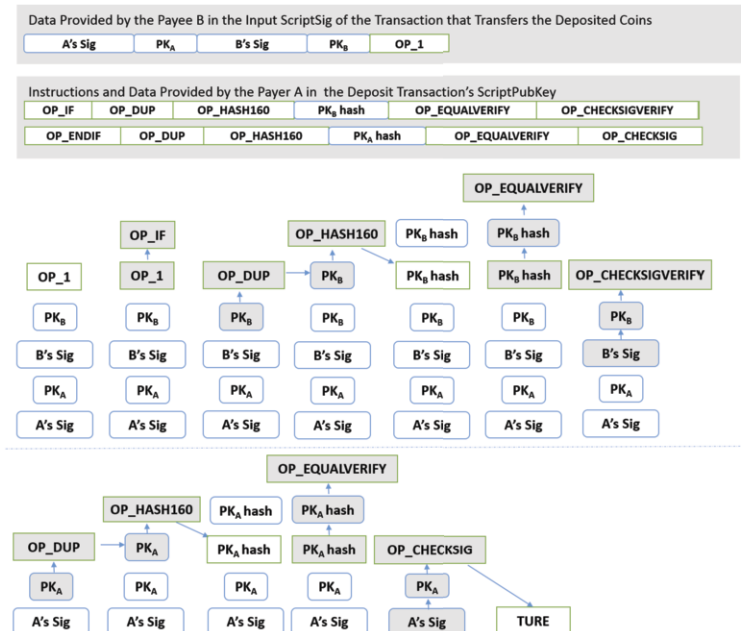 Data Provided by the Payee B in the Input ScriptSig of the Transaction that Transfers the Deposited Coins
A's Sig PKA B's Sig PKB OP_1
Instructions and Data Provided by the Payer A in the Deposit Transaction's ScriptPubKey
OP_IF OP_DUP OP_HASH160 PKB hash OP_EQUALVERIFY OP_CHECKSIGVERIFY
OP_ENDIF OP_DUP OP_HASH160 PKA hash OP_EQUALVERIFY OP_CHECKSIG
OP_EQUALVERIFY
OP_IF OP_HASH160 PKB hash PKB hash
OP_1 OP_1 OP_DUP PKB PKB hash PKB hash OP_CHECKSIGVERIFY
PKB PKB PKB PKB PKB PKB PKB
B's Sig B's Sig B's Sig B's Sig B's Sig B's Sig B's Sig
PKA PKA PKA PKA PKA PKA PKA
A's Sig A's Sig A's Sig A's Sig A's Sig A's Sig A's Sig
OP_EQUALVERIFY
OP_HASH160 PKA hash PKA hash
OP_DUP PKA PKA hash PKA hash OP_CHECKSIG
PKA PKA PKA PKA PKA
A's Sig A's Sig A's Sig A's Sig A's Sig TURE